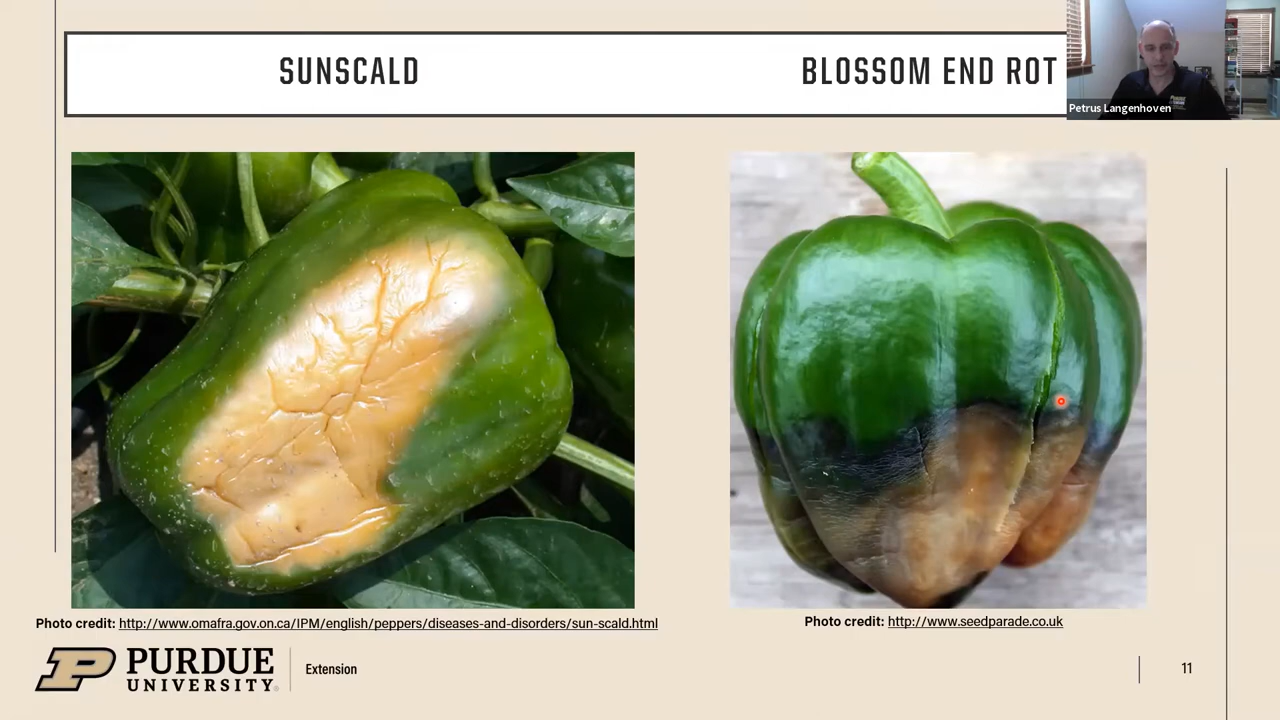 SUNSCALD
BLOSSOM END ROT
Petrus Langenhoven
Photo credit: http://www.omafra.gov.on.ca/IPM/english/peppers/diseases-and-disorders/sun-scald.html
Photo credit: http://www.seedparade.co.uk
PURDUE
UNIVERSITY
Extension
11